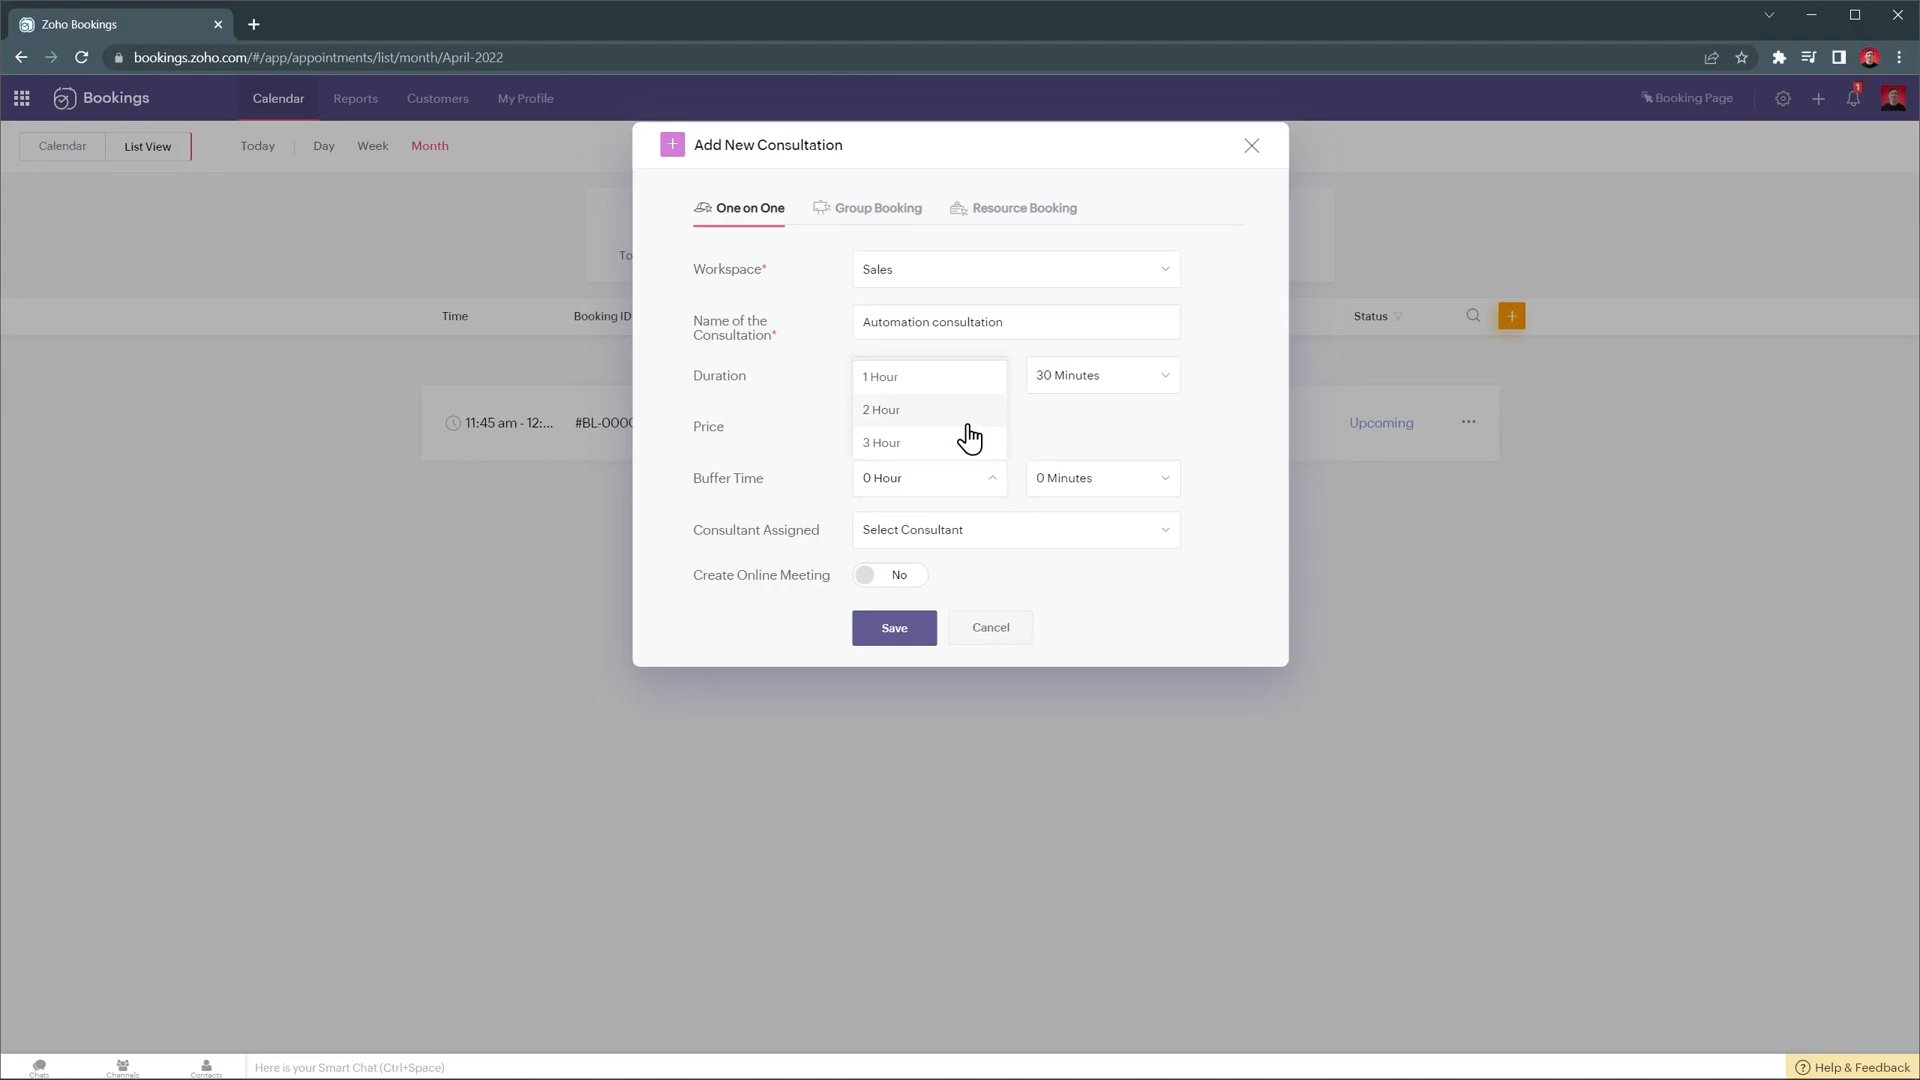 Zoho Bookings
bookings.zoho.com/#/app/appointments/list/month/April-2022
Bookings
Calendar
Reports
Customers
My Profile
Booking Page
1
Calendar
List View
Today
Day
Week
Month
Add New Consultation
One on One
Group Booking
Resource Booking
Workspace*
Sales
Time
Booking ID
Status
Name of the
Consultation*
Automation consultation
Duration
1 Hour
30 Minutes
2 Hour
Price
3 Hour
11:45 am - 12:...
Upcoming
Buffer Time
0 Hour
0 Minutes
Consultant Assigned
Select Consultant
Create Online Meeting
No
Save
Cancel
Chats
Channels
Contacts
Here is your Smart Chat (Ctrl+Space)
Help & Feedback